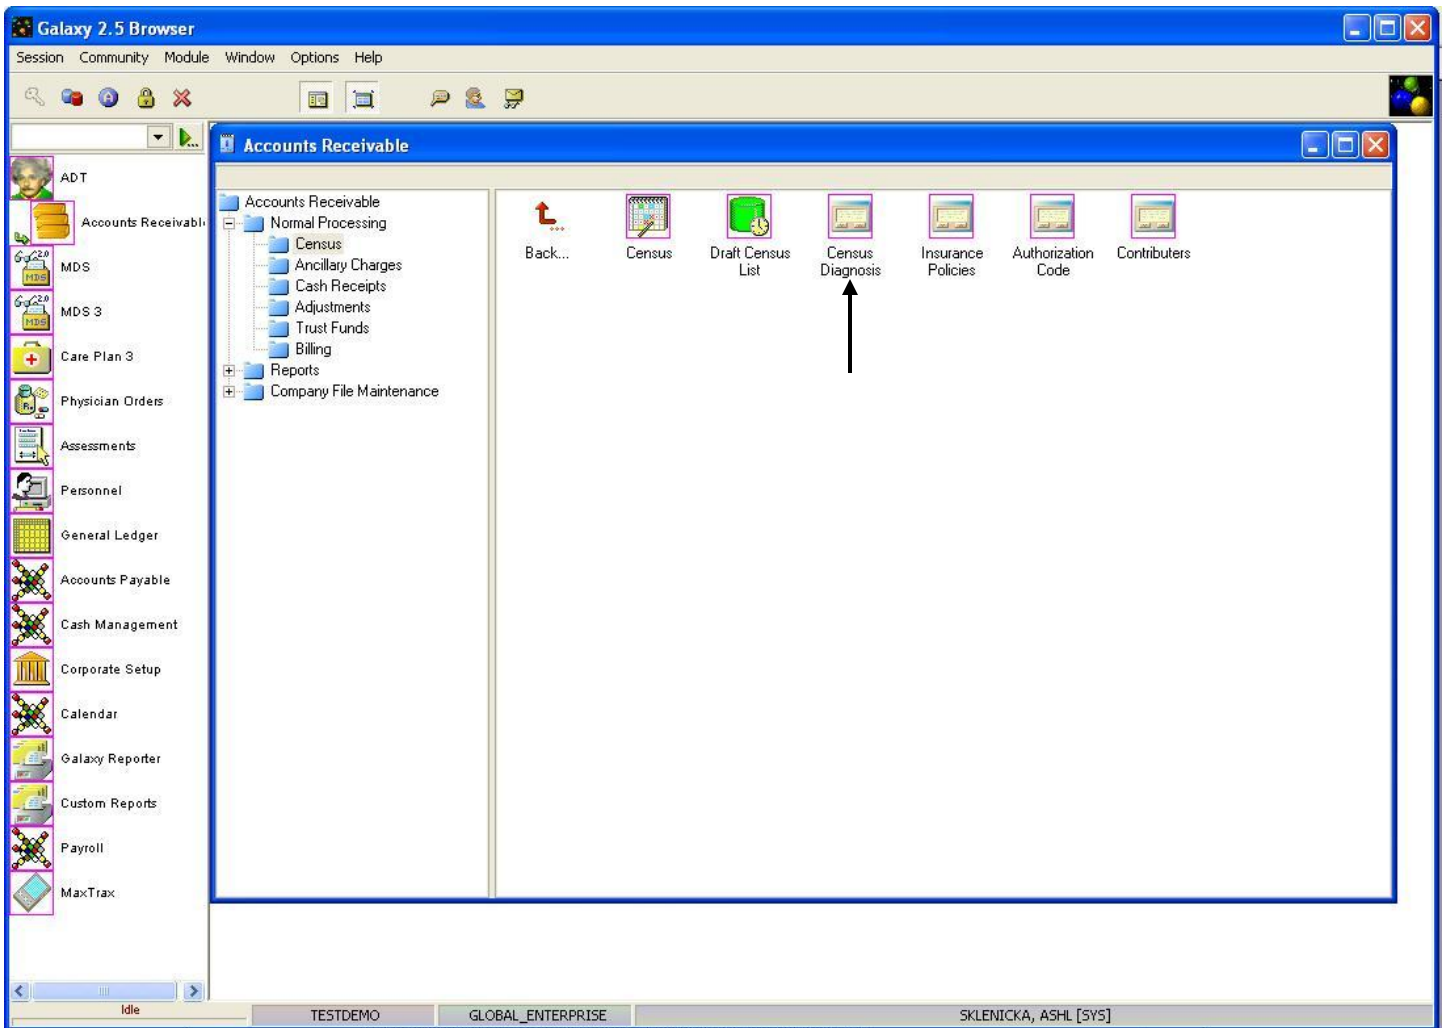 Galaxy 2.5 Browser
Session Community Module Window Options Help
Accounts Receivable
ADT
Accounts Receivabl
MDS
MDS 3
Care Plan 3
Physician Orders
Assessments
Personnel
General Ledger
Accounts Payable
Cash Management
Corporate Setup
Calendar
Galaxy Reporter
Custom Reports
Payroll
MaxTrax
Accounts Receivable
Normal Processing
Census
Ancillary Charges
Cash Receipts
Adjustments
Trust Funds
Billing
Reports
Company File Maintenance
Back...
Census
Draft Census
List
Census
Diagnosis
Insurance
Policies
Authorization
Code
Contributers
Idle
TESTDEMO
GLOBAL_ENTERPRISE
SKLENICKA, ASHL [SYS]